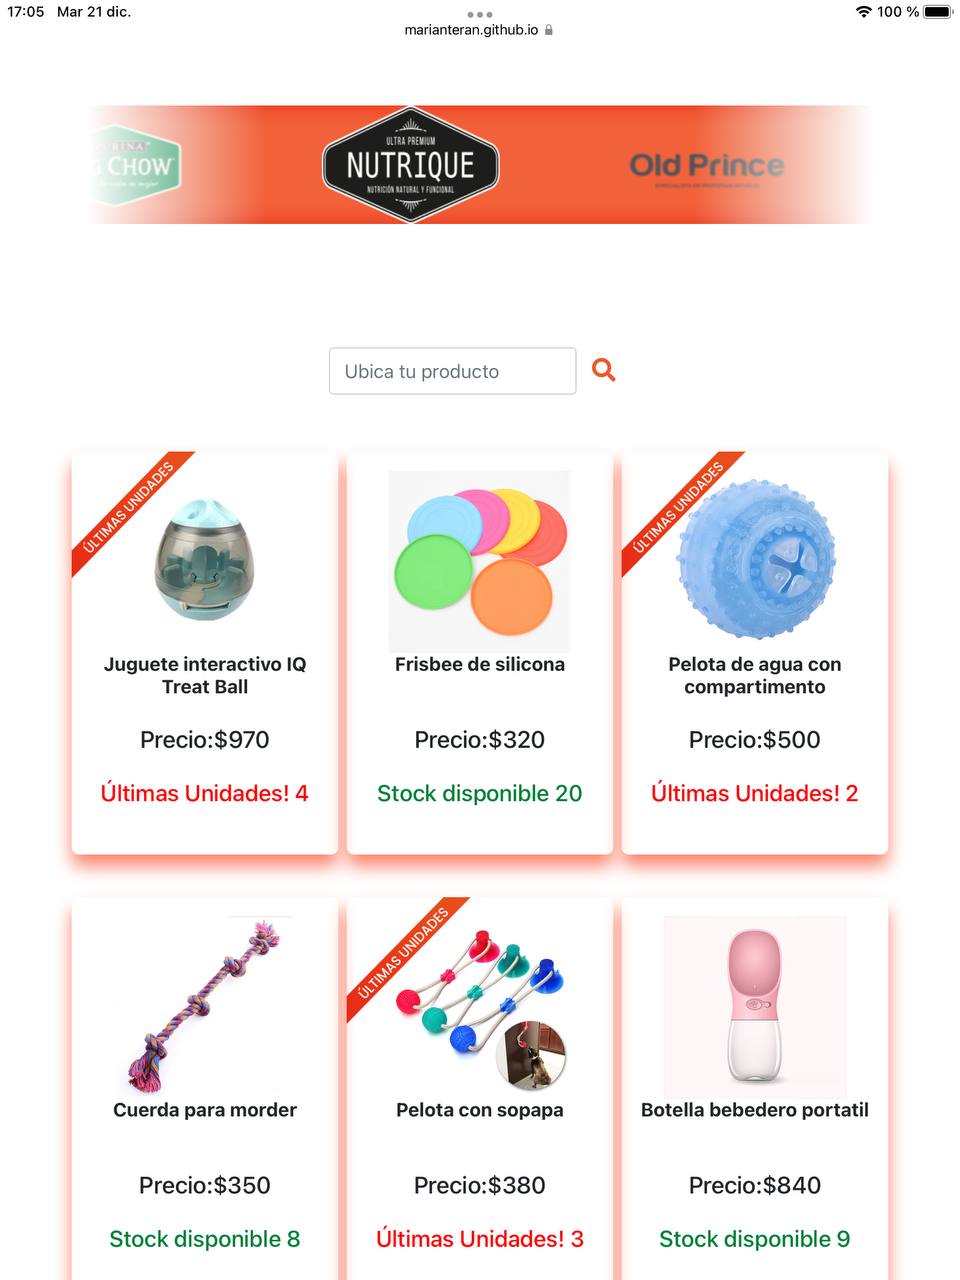 17:05 Mar 21 dic.
100 %
marianteran.github.io
PURINA
G CHOW
ULTRA PREMIUM
NUTRIQUE
NUTRICIÓN NATURAL Y FUNCIONAL
Old Prince
Ubica tu producto
ÚLTIMAS UNIDADES
ÚLTIMAS UNIDADES
Juguete interactivo IQ
Treat Ball
Frisbee de silicona
Pelota de agua con
compartimento
Precio:$970
Precio:$320
Precio:$500
Últimas Unidades! 4
Stock disponible 20
Últimas Unidades! 2
ÚLTIMAS UNIDADES
Cuerda para morder
Pelota con sopapa
Botella bebedero portatil
Precio:$350
Precio:$380
Precio:$840
Stock disponible 8
Últimas Unidades! 3
Stock disponible 9